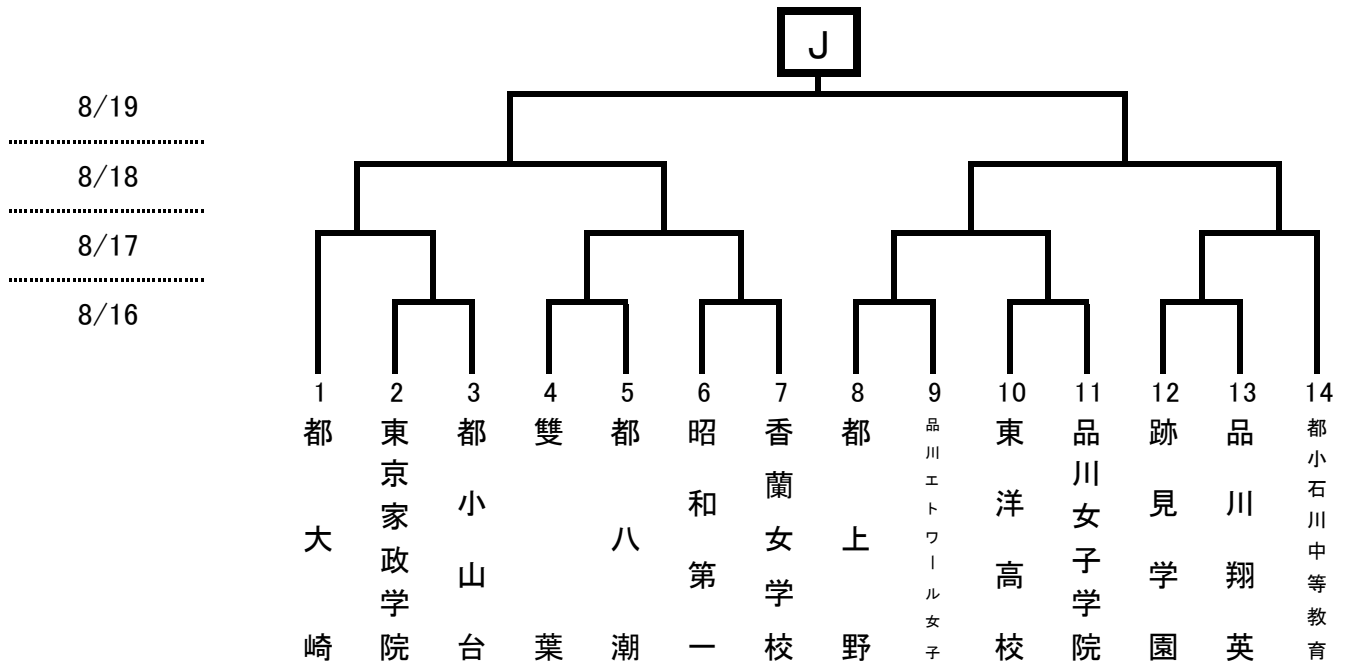 J
8/19
8/18
8/17
8/16
1
2
3
4
5
6
7
8
9
10
11
12
13
14
都大崎
東京家政学院
都小山台
雙葉
都八潮
昭和第一
香蘭女学校
都上野
品川エトワール女子
東洋高校
品川女子学院
跡見学園
品川翔英
都小石川中等教育